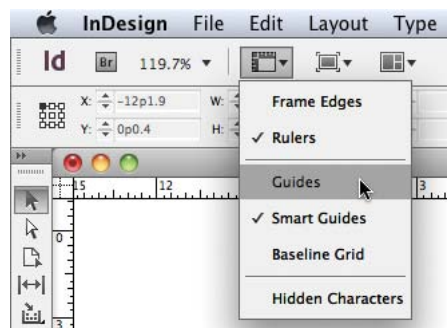 InDesign File Edit Layout Type
Id Br 119.7%
X: -12p1.9 W:
Y: 0p0.4 H:
Frame Edges
✓ Rulers
Guides
✓ Smart Guides
Baseline Grid
Hidden Characters
15 12 3
0
3